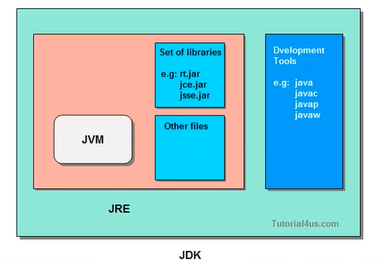 Set of libraries
e.g: rt.jar
jce.jar
jsse.jar
Other files
JVM
JRE
Dvelopment
Tools
e.g: java
javac
javap
javaw
Tutorial4us.com
JDK